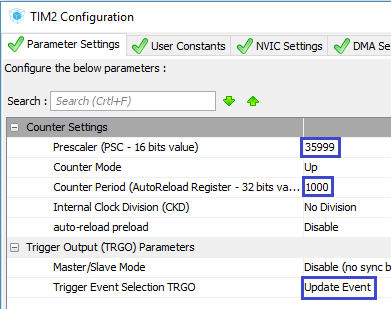 TIM2 Configuration
Parameter Settings User Constants NVIC Settings DMA Se
Configure the below parameters :
Search : Search (Crtl+F)
Counter Settings
Prescaler (PSC - 16 bits value) 35999
Counter Mode Up
Counter Period (AutoReload Register - 32 bits va... 1000
Internal Clock Division (CKD) No Division
auto-reload preload Disable
Trigger Output (TRGO) Parameters
Master/Slave Mode Disable (no sync b
Trigger Event Selection TRGO Update Event